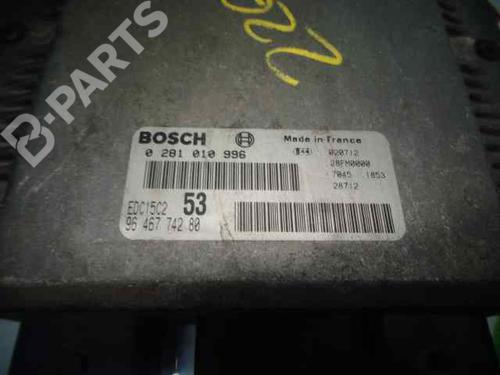 B-PARTS
BOSCH
Made in France
0 281 010 996
020712
28FM0000
7045 1853
28712
EDC15C2 53
96 467 742 80